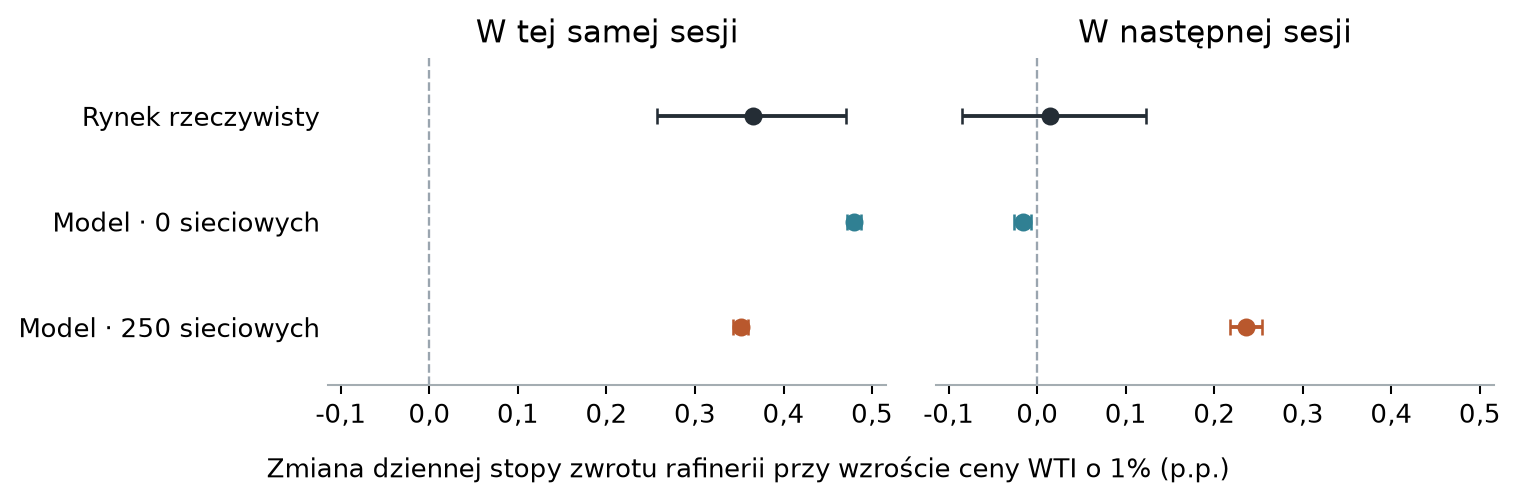 W tej samej sesji
W następnej sesji
Rynek rzeczywisty
Model · 0 sieciowych
Model · 250 sieciowych
-0,1 0,0 0,1 0,2 0,3 0,4 0,5
-0,1 0,0 0,1 0,2 0,3 0,4 0,5
Zmiana dziennej stopy zwrotu rafinerii przy wzroście ceny WTI o 1% (p.p.)